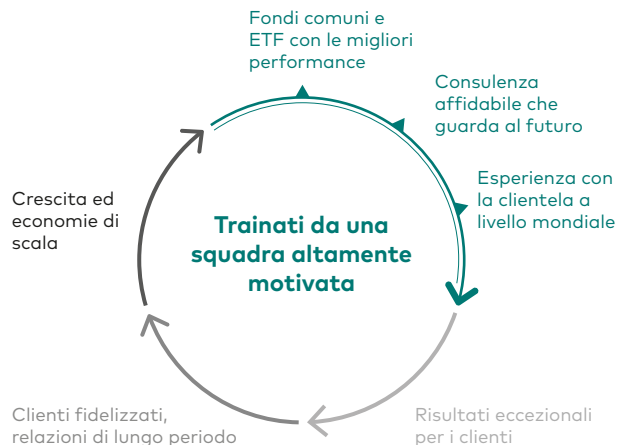 Fondi comuni e
ETF con le migliori
performance
Consulenza
affidabile che
guarda al futuro
Esperienza con
la clientela a
livello mondiale
Crescita ed
economie di
scala
Trainati da una
squadra altamente
motivata
Clienti fidelizzati,
relazioni di lungo periodo
Risultati eccezionali
per i clienti